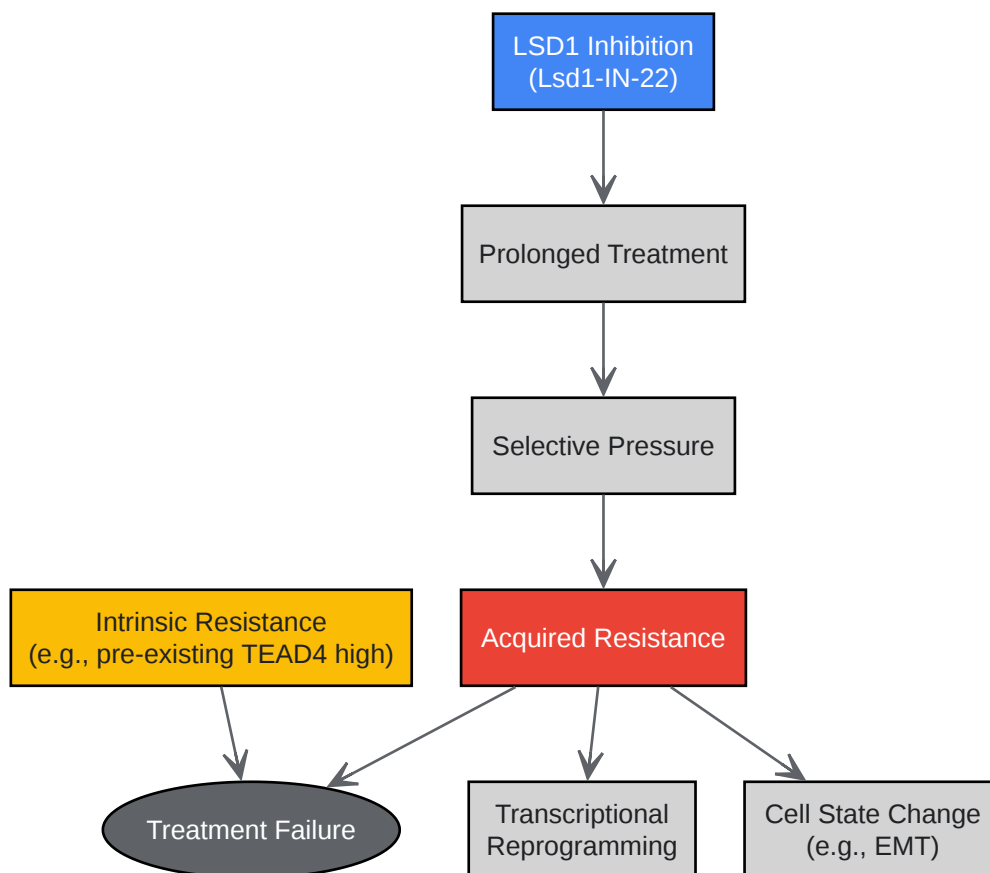 LSD1 Inhibition
(Lsd1-IN-22)
Prolonged Treatment
Selective Pressure
Intrinsic Resistance
(e.g., pre-existing TEAD4 high)
Acquired Resistance
Treatment Failure
Transcriptional
Reprogramming
Cell State Change
(e.g., EMT)